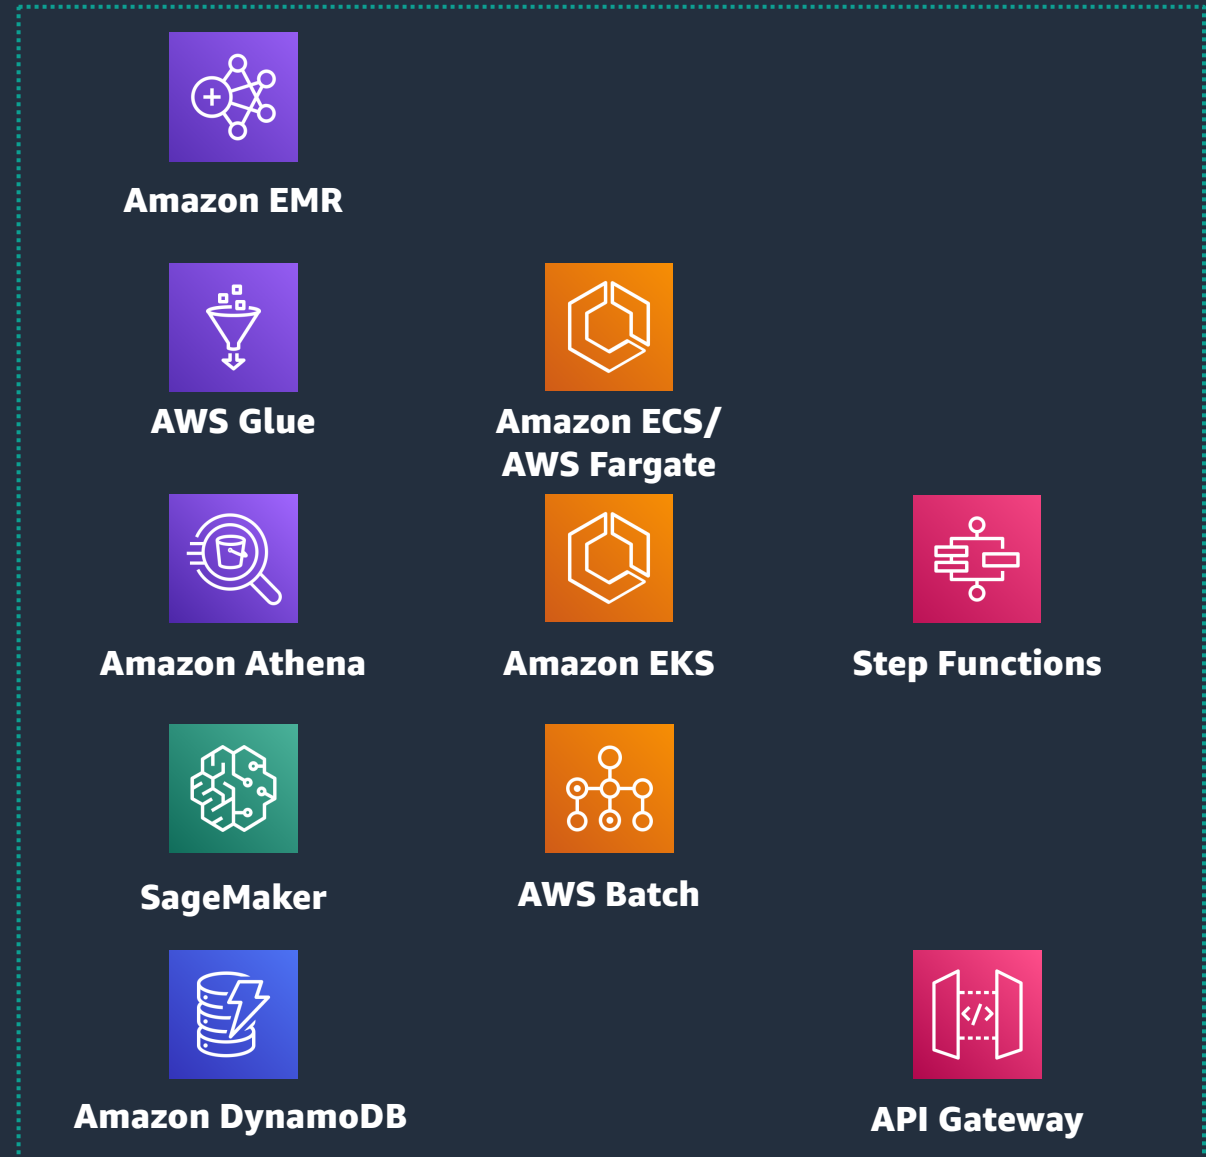 Amazon EMR
AWS Glue
Amazon ECS/
AWS Fargate
Amazon Athena
Amazon EKS
Step Functions
SageMaker
AWS Batch
Amazon DynamoDB
API Gateway